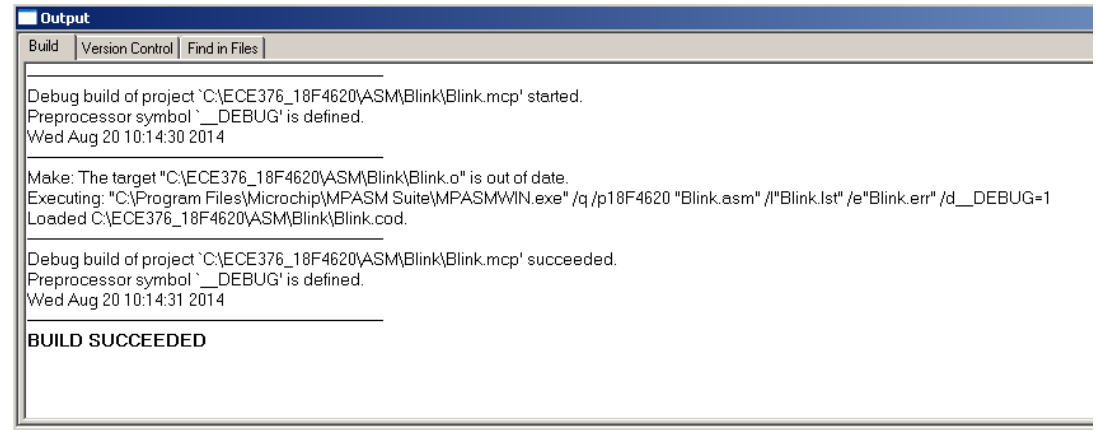 Output
Build Version Control Find in Files
Debug build of project `C:\ECE376_18F4620\ASM\Blink\Blink.mcp' started.
Preprocessor symbol `__DEBUG' is defined.
Wed Aug 20 10:14:30 2014
Make: The target "C:\ECE376_18F4620\ASM\Blink\Blink.o" is out of date.
Executing: "C:\Program Files\Microchip\MPASM Suite\MPASMWIN.exe" /q /p18F4620 "Blink.asm" /l"Blink.lst" /e"Blink.err" /d__DEBUG=1
Loaded C:\ECE376_18F4620\ASM\Blink\Blink.cod.
Debug build of project `C:\ECE376_18F4620\ASM\Blink\Blink.mcp' succeeded.
Preprocessor symbol `__DEBUG' is defined.
Wed Aug 20 10:14:31 2014
BUILD SUCCEEDED